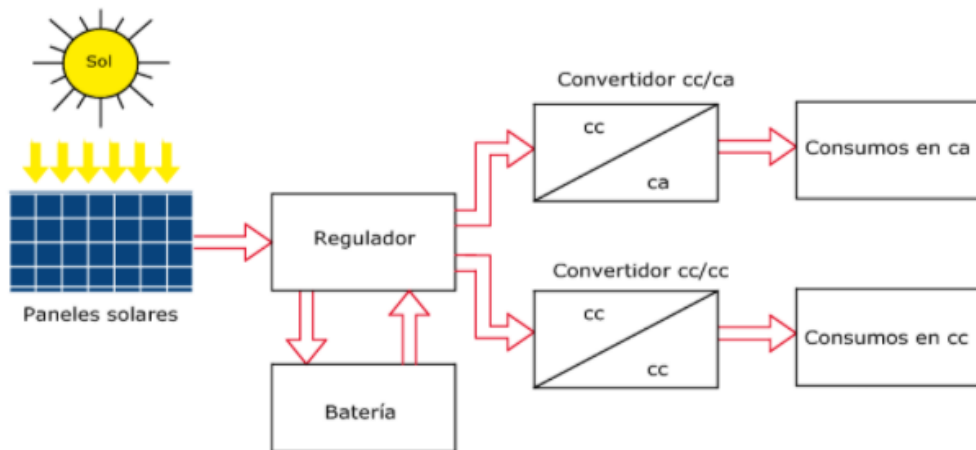 Sol
Convertidor cc/ca
cc
ca
Consumos en ca
Regulador
Paneles solares
Convertidor cc/cc
cc
cc
Consumos en cc
Batería